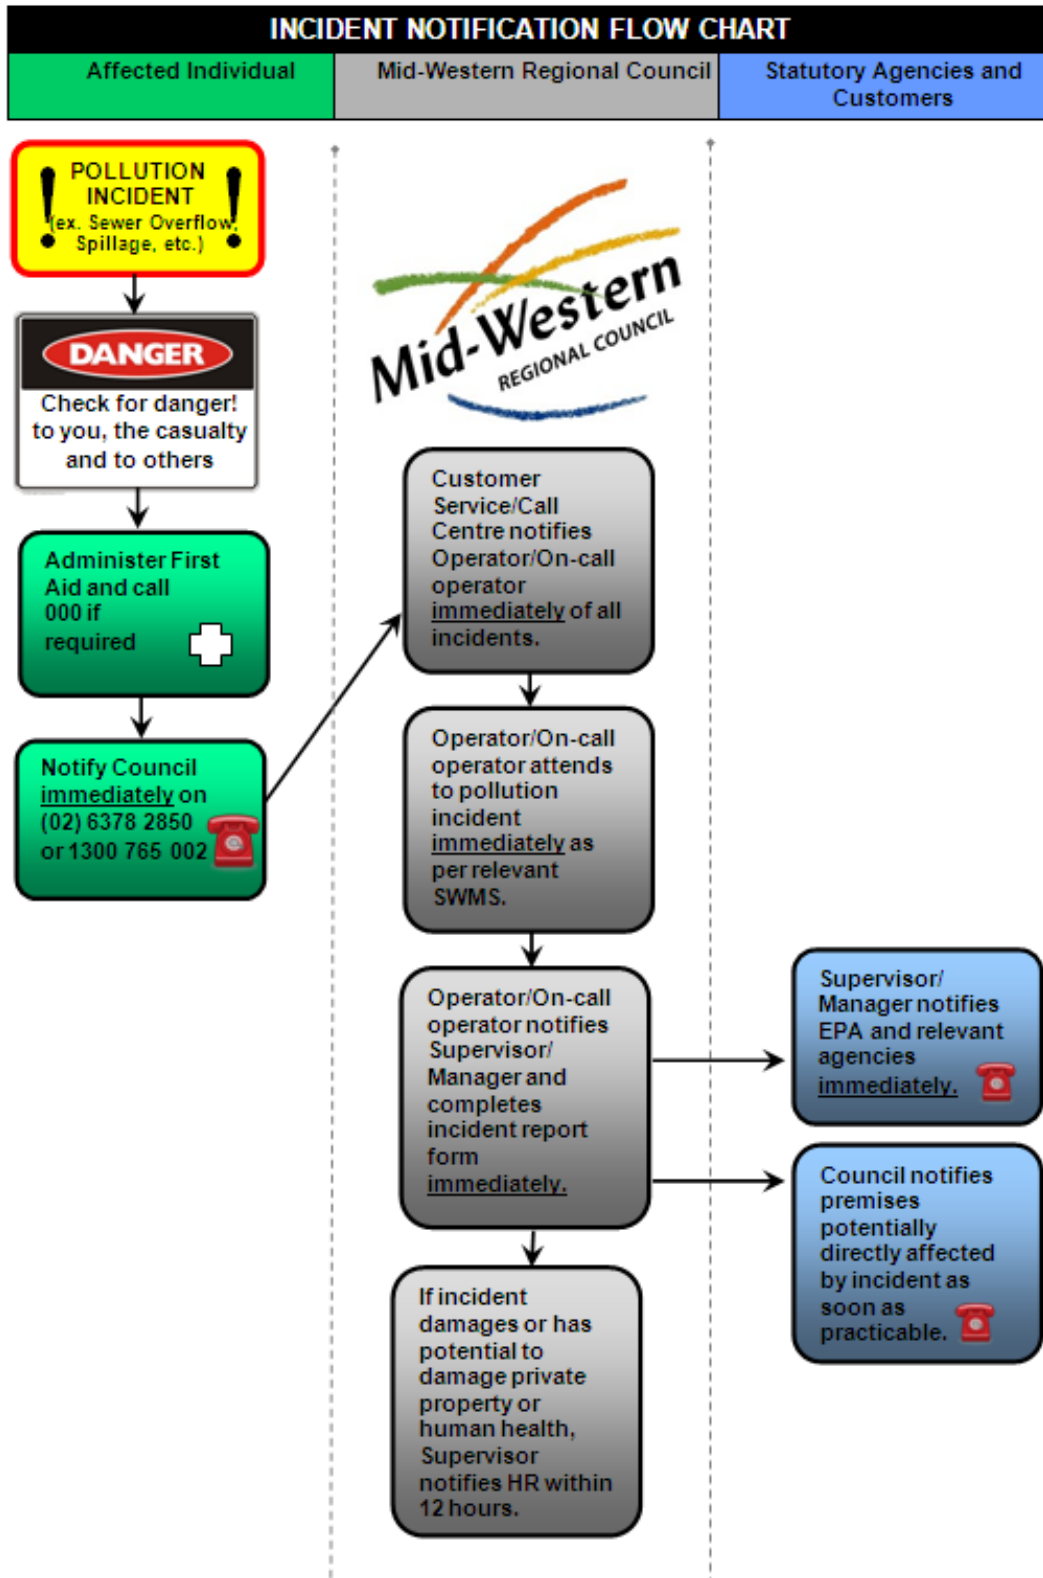 INCIDENT NOTIFICATION FLOW CHART
Affected Individual
Mid-Western Regional Council
Statutory Agencies and
Customers
POLLUTION
INCIDENT
(ex. Sewer Overflow,
Spillage, etc.)
!
!
DANGER
Check for danger!
to you, the casualty
and to others
Administer First
Aid and call
000 if
required
Notify Council
immediately on
(02) 6378 2850
or 1300 765 002
Mid-Western
REGIONAL COUNCIL
Customer
Service/Call
Centre notifies
Operator/On-call
operator
immediately of all
incidents.
Operator/On-call
operator attends
to pollution
incident
immediately as
per relevant
SWMS.
Operator/On-call
operator notifies
Supervisor/
Manager and
completes
incident report
form
immediately.
If incident
damages or has
potential to
damage private
property or
human health,
Supervisor
notifies HR within
12 hours.
Supervisor/
Manager notifies
EPA and relevant
agencies
immediately.
Council notifies
premises
potentially
directly affected
by incident as
soon as
practicable.